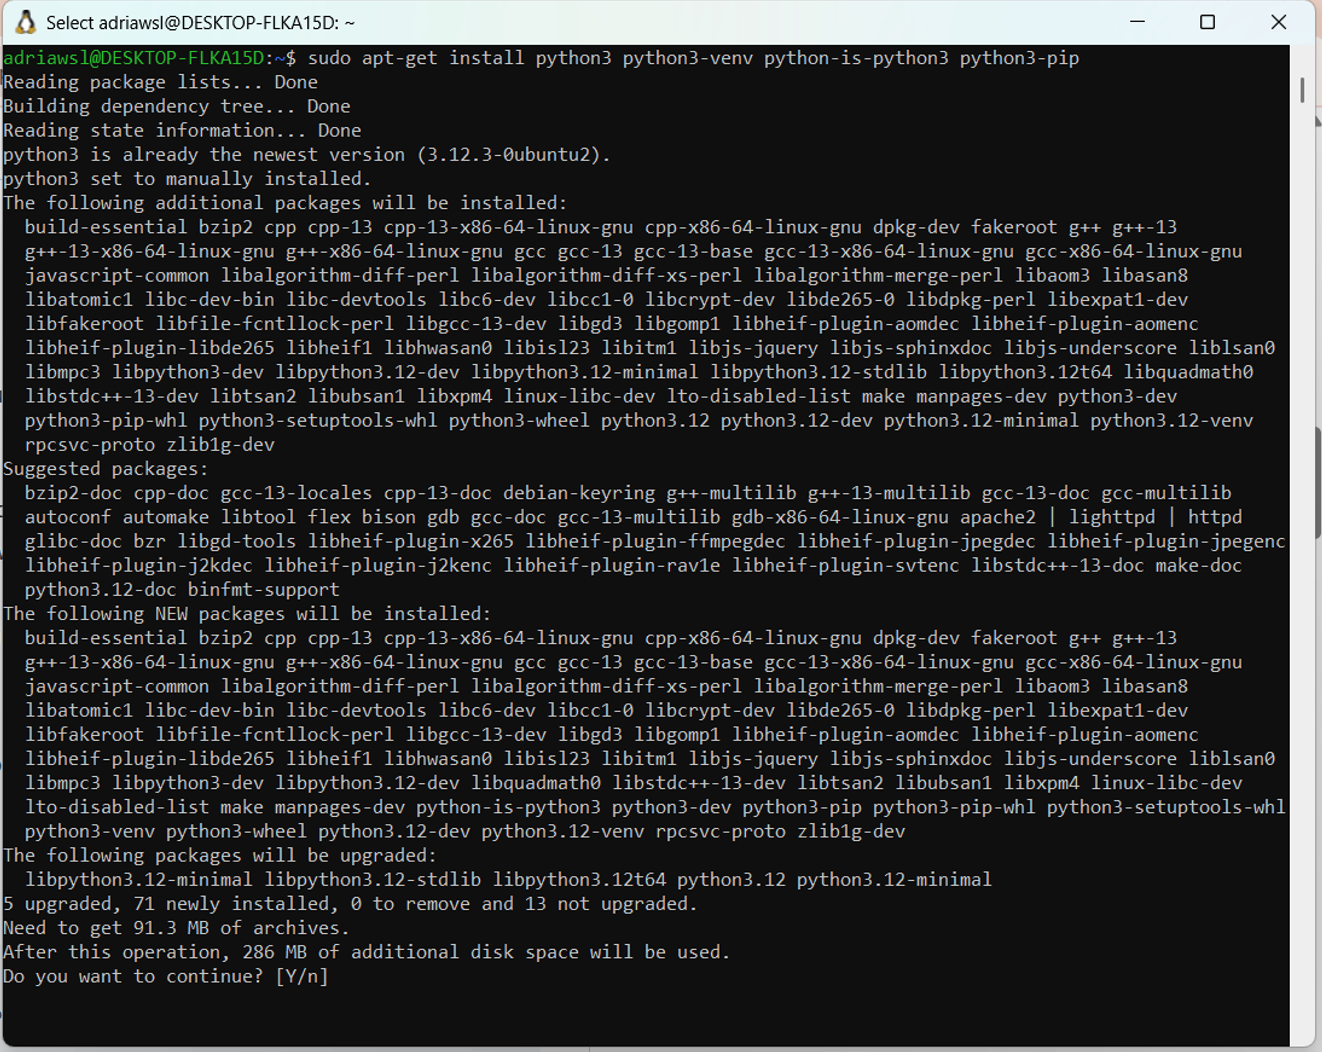 Select adriawsl@DESKTOP-FLKA15D: ~
adriawsl@DESKTOP-FLKA15D:~$ sudo apt-get install python3 python3-venv python-is-python3 python3-pip
Reading package lists... Done
Building dependency tree... Done
Reading state information... Done
python3 is already the newest version (3.12.3-0ubuntu2).
python3 set to manually installed.
The following additional packages will be installed:
  build-essential bzip2 cpp cpp-13 cpp-13-x86-64-linux-gnu cpp-x86-64-linux-gnu dpkg-dev fakeroot g++ g++-13
  g++-13-x86-64-linux-gnu g++-x86-64-linux-gnu gcc gcc-13 gcc-13-base gcc-13-x86-64-linux-gnu gcc-x86-64-linux-gnu
  javascript-common libalgorithm-diff-perl libalgorithm-diff-xs-perl libalgorithm-merge-perl libaom3 libasan8
  libatomic1 libc-dev-bin libc-devtools libc6-dev libcc1-0 libcrypt-dev libde265-0 libdpkg-perl libexpat1-dev
  libfakeroot libfile-fcntllock-perl libgcc-13-dev libgd3 libgomp1 libheif-plugin-aomdec libheif-plugin-aomenc
  libheif-plugin-libde265 libheif1 libhwasan0 libisl23 libitm1 libjs-jquery libjs-sphinxdoc libjs-underscore liblsan0
  libmpc3 libpython3-dev libpython3.12-dev libpython3.12-minimal libpython3.12-stdlib libpython3.12t64 libquadmath0
  libstdc++-13-dev libtsan2 libubsan1 libxpm4 linux-libc-dev lto-disabled-list make manpages-dev python3-dev
  python3-pip-whl python3-setuptools-whl python3-wheel python3.12 python3.12-dev python3.12-minimal python3.12-venv
  rpcsvc-proto zlib1g-dev
Suggested packages:
  bzip2-doc cpp-doc gcc-13-locales cpp-13-doc debian-keyring g++-multilib g++-13-multilib gcc-13-doc gcc-multilib
  autoconf automake libtool flex bison gdb gcc-doc gcc-13-multilib gdb-x86-64-linux-gnu apache2 | lighttpd | httpd
  glibc-doc bzr libgd-tools libheif-plugin-x265 libheif-plugin-ffmpegdec libheif-plugin-jpegdec libheif-plugin-jpegenc
  libheif-plugin-j2kdec libheif-plugin-j2kenc libheif-plugin-rav1e libheif-plugin-svtenc libstdc++-13-doc make-doc
  python3.12-doc binfmt-support
The following NEW packages will be installed:
  build-essential bzip2 cpp cpp-13 cpp-13-x86-64-linux-gnu cpp-x86-64-linux-gnu dpkg-dev fakeroot g++ g++-13
  g++-13-x86-64-linux-gnu g++-x86-64-linux-gnu gcc gcc-13 gcc-13-base gcc-13-x86-64-linux-gnu gcc-x86-64-linux-gnu
  javascript-common libalgorithm-diff-perl libalgorithm-diff-xs-perl libalgorithm-merge-perl libaom3 libasan8
  libatomic1 libc-dev-bin libc-devtools libc6-dev libcc1-0 libcrypt-dev libde265-0 libdpkg-perl libexpat1-dev
  libfakeroot libfile-fcntllock-perl libgcc-13-dev libgd3 libgomp1 libheif-plugin-aomdec libheif-plugin-aomenc
  libheif-plugin-libde265 libheif1 libhwasan0 libisl23 libitm1 libjs-jquery libjs-sphinxdoc libjs-underscore liblsan0
  libmpc3 libpython3-dev libpython3.12-dev libquadmath0 libstdc++-13-dev libtsan2 libubsan1 libxpm4 linux-libc-dev
  lto-disabled-list make manpages-dev python-is-python3 python3-dev python3-pip python3-pip-whl python3-setuptools-whl
  python3-venv python3-wheel python3.12-dev python3.12-venv rpcsvc-proto zlib1g-dev
The following packages will be upgraded:
  libpython3.12-minimal libpython3.12-stdlib libpython3.12t64 python3.12 python3.12-minimal
5 upgraded, 71 newly installed, 0 to remove and 13 not upgraded.
Need to get 91.3 MB of archives.
After this operation, 286 MB of additional disk space will be used.
Do you want to continue? [Y/n]